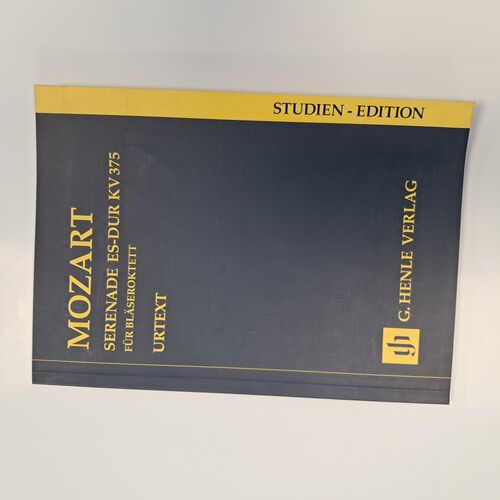 STUDIEN - EDITION
MOZART
SERENADE ES-DUR KV 375
FÜR BLÄSEROKTETT
URTEXT
G. HENLE VERLAG